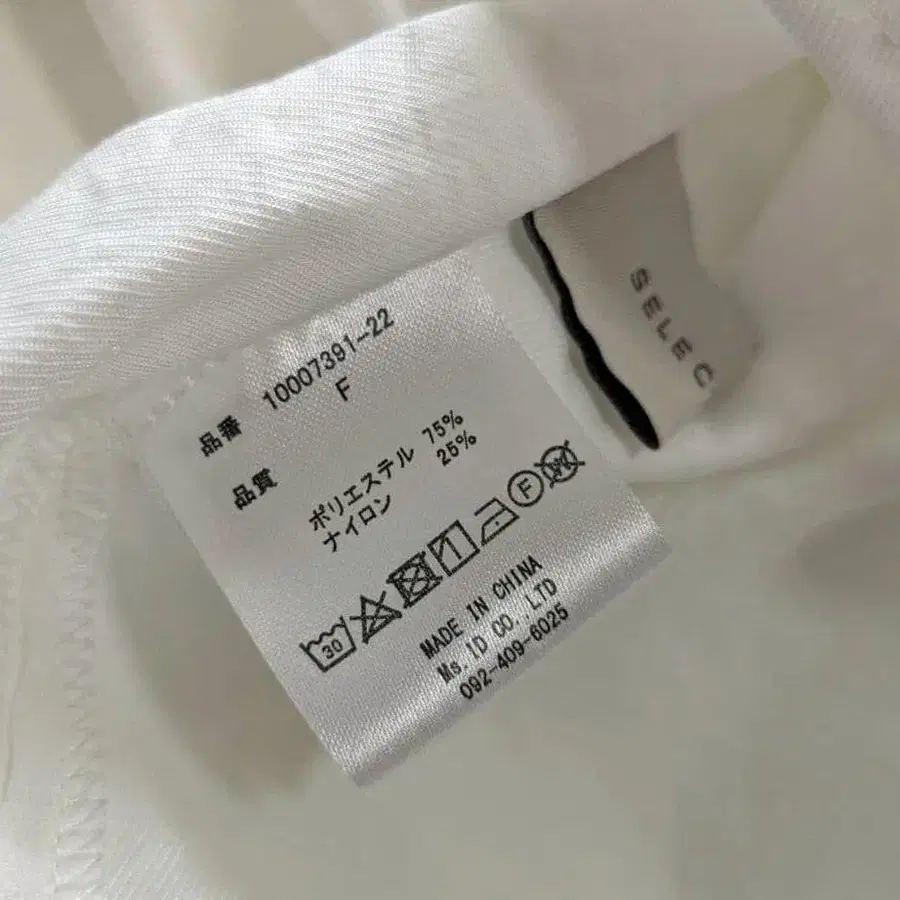 品番 10007391-22
F
品質 ポリエステル 75%
ナイロン 25%
30 F W
MADE IN CHINA
Ms. ID CO.,LTD
092-409-6025
SELEC